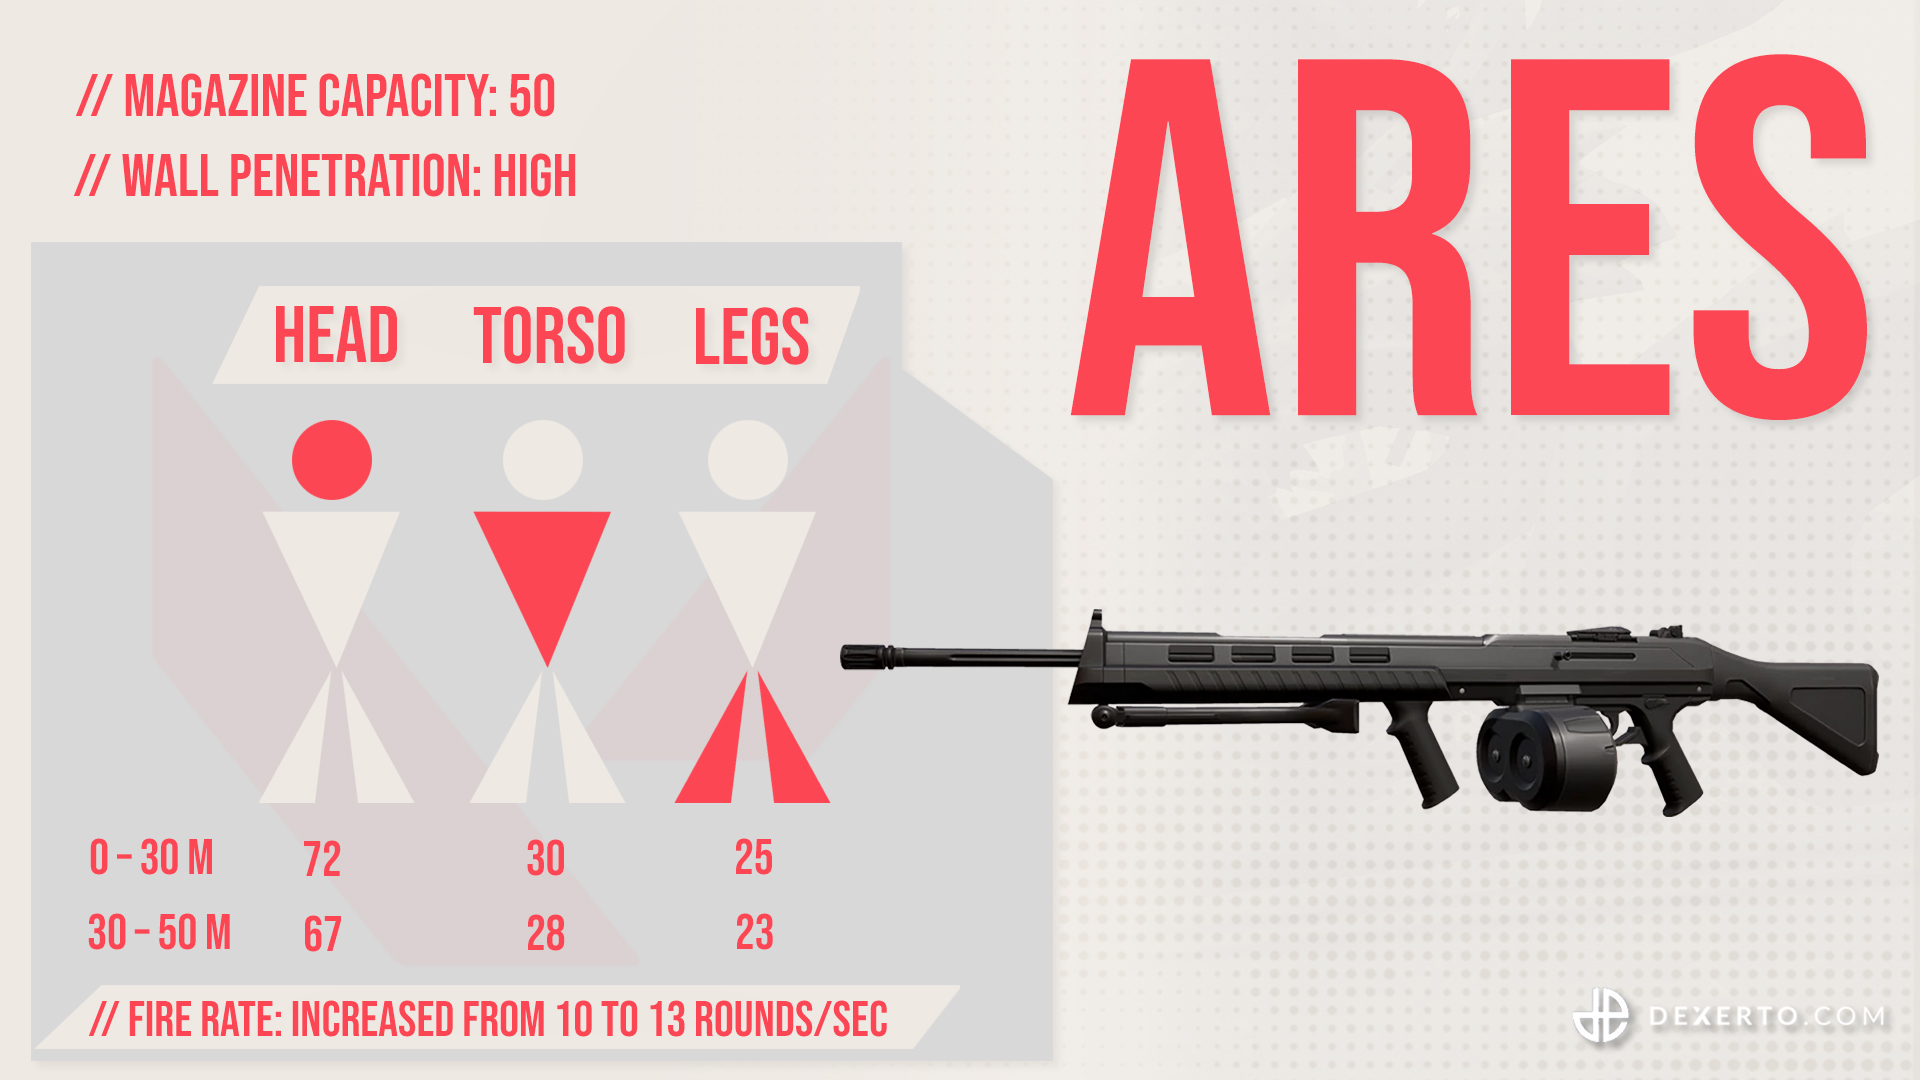 // MAGAZINE CAPACITY: 50
// WALL PENETRATION: HIGH
ARES
HEAD TORSO LEGS
0 – 30 M 72 30 25
30 – 50 M 67 28 23
// FIRE RATE: INCREASED FROM 10 TO 13 ROUNDS/SEC
DEXERTO.COM